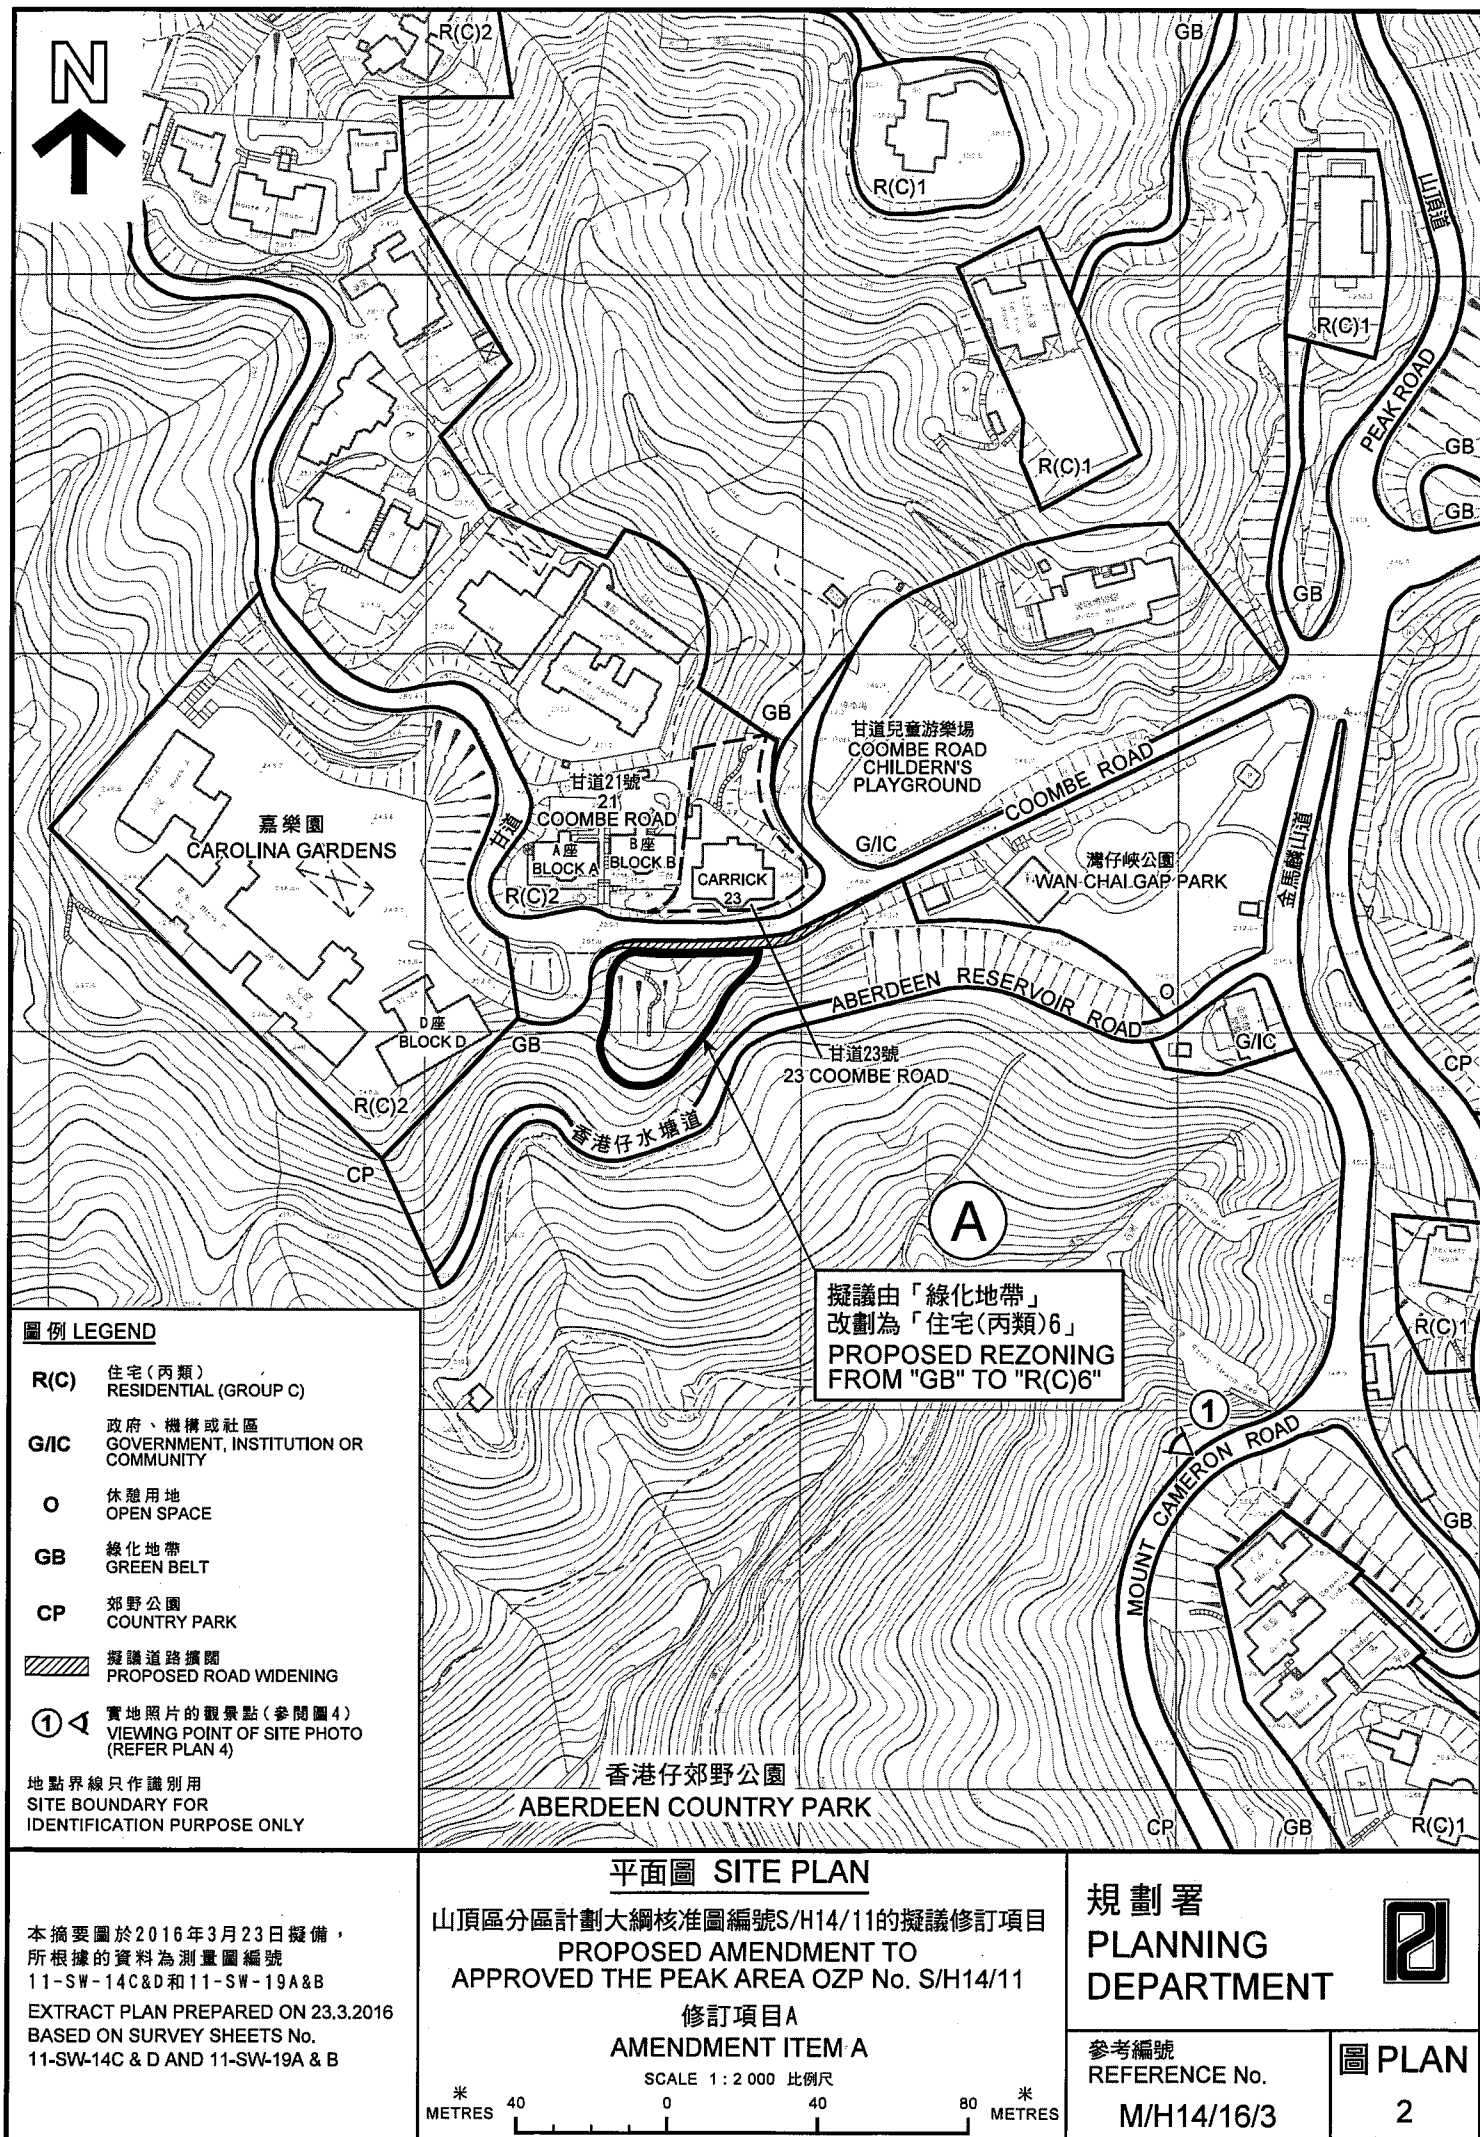 N
R(C)2
GB
R(C)1
山頂道
R(C)1
PEAK ROAD
GB
R(C)1
GB
GB
GB
甘道兒童游樂場
COOMBE ROAD
CHILDERN'S
PLAYGROUND
COOMBE ROAD
甘道21號
21
COOMBE ROAD
嘉樂園
CAROLINA GARDENS
甘道
A座
BLOCK A
B座
BLOCK B
CARRICK
23
G/IC
灣仔峽公園
WAN CHAI GAP PARK
金馬麟山道
R(C)2
ABERDEEN RESERVOIR ROAD
O
D座
BLOCK D
GB
甘道23號
23 COOMBE ROAD
G/IC
CP
R(C)2
香港仔水塘道
CP
A
擬議由「綠化地帶」
改劃為「住宅(丙類)6」
PROPOSED REZONING
FROM "GB" TO "R(C)6"
R(C)1
1
MOUNT CAMERON ROAD
GB
香港仔郊野公園
ABERDEEN COUNTRY PARK
CP
GB
R(C)1
圖例 LEGEND
R(C) 住宅(丙類)
RESIDENTIAL (GROUP C)
G/IC 政府、機構或社區
GOVERNMENT, INSTITUTION OR
COMMUNITY
O 休憩用地
OPEN SPACE
GB 綠化地帶
GREEN BELT
CP 郊野公園
COUNTRY PARK
擬議道路擴闊
PROPOSED ROAD WIDENING
1 實地照片的觀景點(參閱圖4)
VIEWING POINT OF SITE PHOTO
(REFER PLAN 4)
地點界線只作識別用
SITE BOUNDARY FOR
IDENTIFICATION PURPOSE ONLY
本摘要圖於2016年3月23日擬備，
所根據的資料為測量圖編號
11-SW-14C&D和11-SW-19A&B
EXTRACT PLAN PREPARED ON 23.3.2016
BASED ON SURVEY SHEETS No.
11-SW-14C & D AND 11-SW-19A & B
平面圖 SITE PLAN
山頂區分區計劃大綱核准圖編號S/H14/11的擬議修訂項目
PROPOSED AMENDMENT TO
APPROVED THE PEAK AREA OZP No. S/H14/11
修訂項目A
AMENDMENT ITEM A
SCALE 1 : 2 000 比例尺
米 METRES 40 0 40 80 米 METRES
規劃署
PLANNING
DEPARTMENT
參考編號
REFERENCE No.
M/H14/16/3
圖 PLAN
2